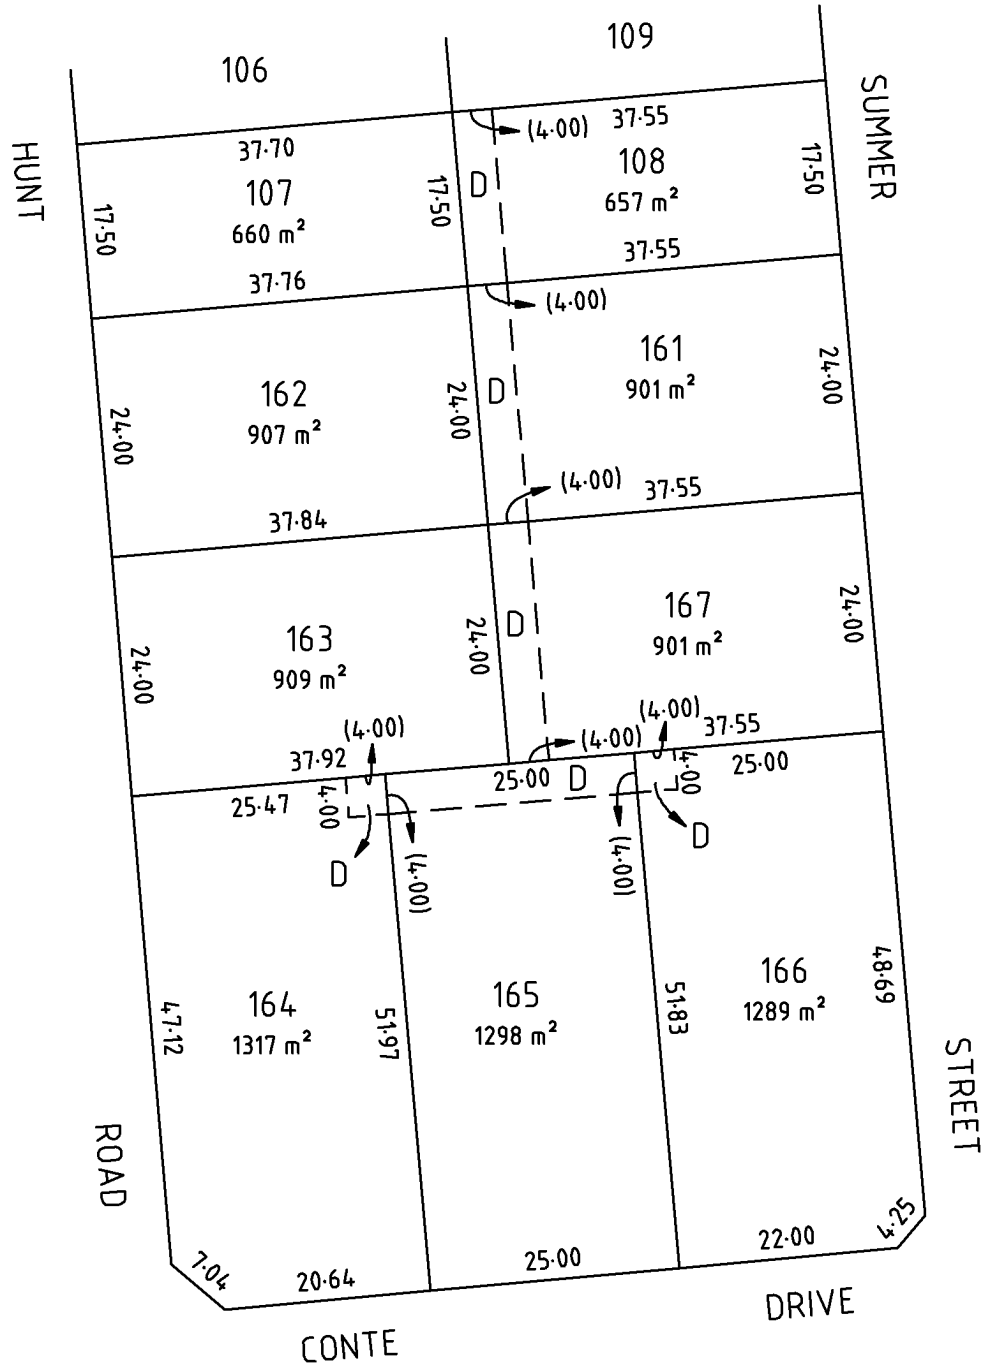 106
109
SUMMER
HUNT
(4·00)
37·55
37·70
107
660 m²
17·50
17·50
D
108
657 m²
17·50
37·76
37·55
(4·00)
162
907 m²
24·00
24·00
D
161
901 m²
24·00
37·84
(4·00)
37·55
163
909 m²
24·00
24·00
D
167
901 m²
24·00
(4·00)
37·92
(4·00)
(4·00)
37·55
25·47
4·00
25·00
D
4·00
25·00
D
(4·00)
(4·00)
D
164
1317 m²
47·12
51·97
165
1298 m²
51·83
166
1289 m²
48·69
ROAD
STREET
7·04
20·64
25·00
22·00
4·25
CONTE
DRIVE